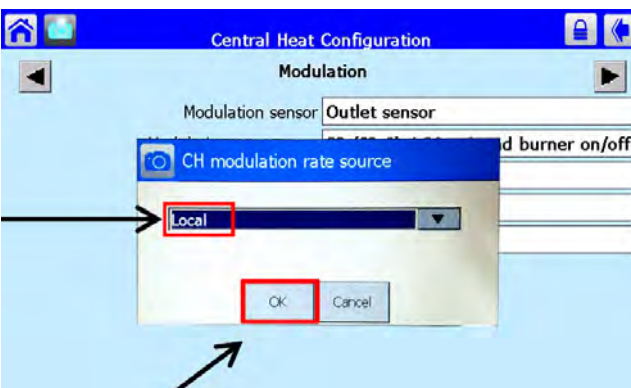 Central Heat Configuration
Modulation
Modulation sensor Outlet sensor
burner on/off
CH modulation rate source
Local
OK Cancel